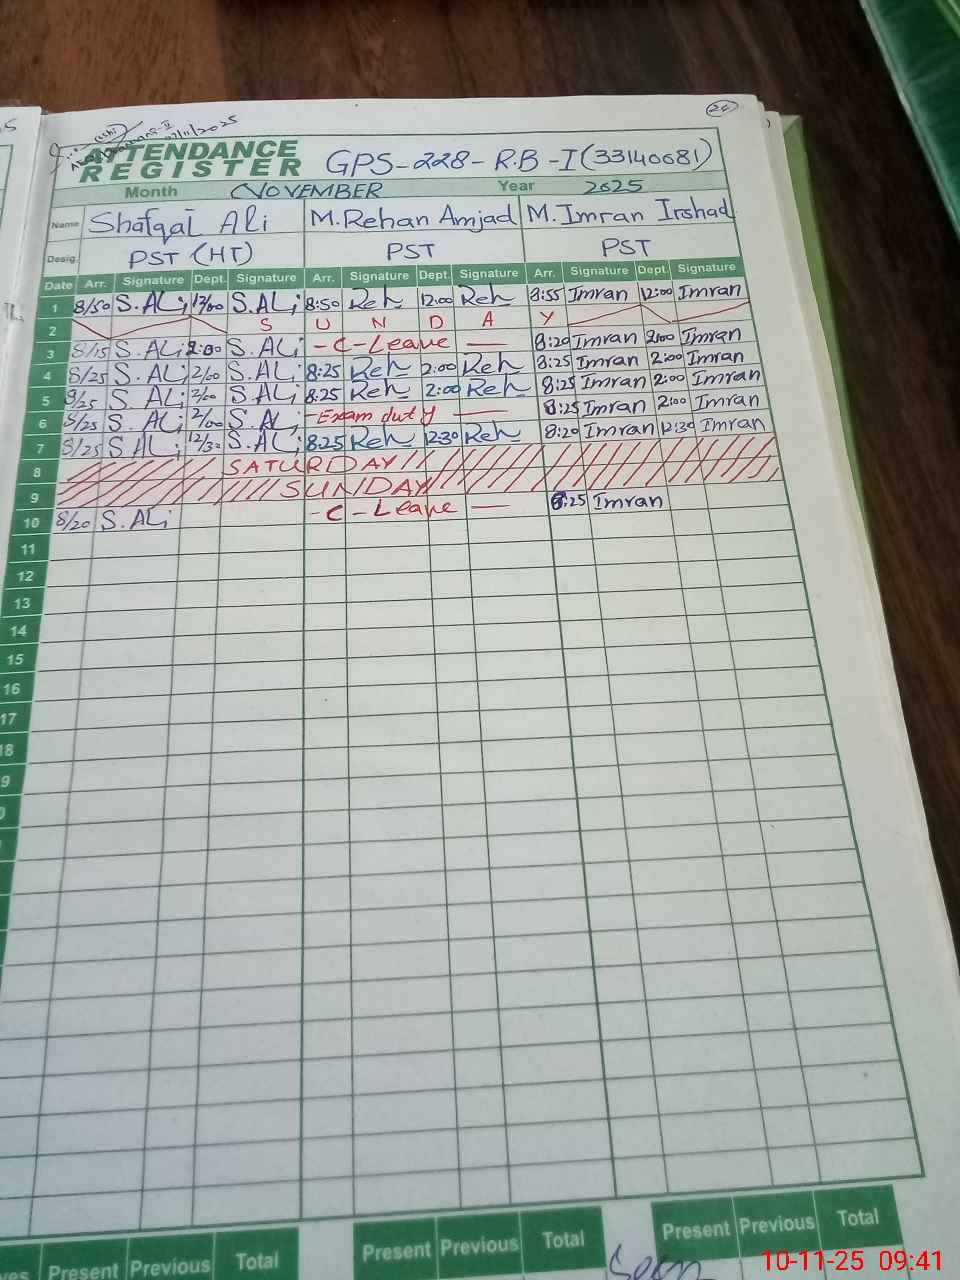 24
07/11/2025
ATTENDANCE
REGISTER GPS-228-R.B-I(33140681)
Month NOVEMBER Year 2025
Name Shafqat Ali M.Rehan Amjad M.Imran Irshad
Desig. PST (HT) PST PST
Date Arr. Signature Dept. Signature Arr. Signature Dept. Signature Arr. Signature Dept. Signature
1 8/50 S.ALi 12/00 S.ALi 8:50 Reh 12:00 Reh 8:55 Imran 12:00 Imran
2 S U N D A Y
3 8/15 S.ALi 2:00 S.ALi -C-Leave — 8:20 Imran 2:00 Imran
4 8/25 S.ALi 2/00 S.ALi 8:25 Reh 2:00 Reh 8:25 Imran 2:00 Imran
5 8/25 S.ALi 2/00 S.ALi 8:25 Reh 2:00 Reh 8:25 Imran 2:00 Imran
6 8/25 S.ALi 2/00 S.ALi -Exam duty — 8:25 Imran 2:00 Imran
7 8/25 S.ALi 12/30 S.ALi 8:25 Reh 12:30 Reh 8:20 Imran 12:30 Imran
8 SATURDAY
9 SUNDAY
10 8/20 S.ALi -C-Leave — 8:25 Imran
11
12
13
14
15
16
17
18
9
Present Previous Total Present Previous Total Present Previous Total
Seen
10-11-25 09:41